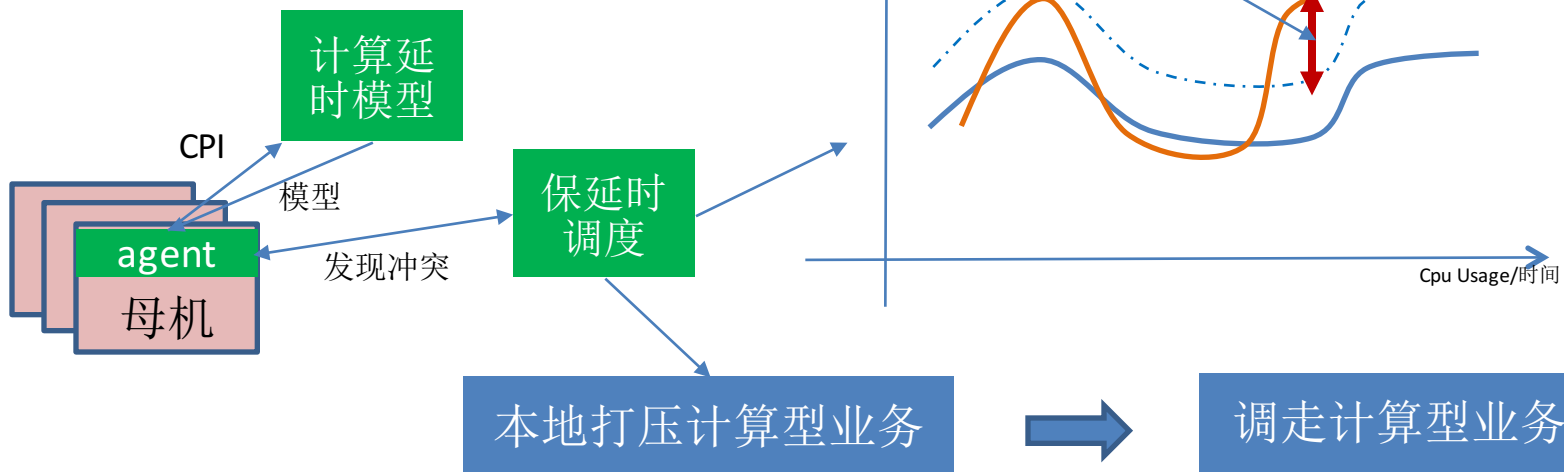 计算延
时模型
CPI
模型
保延时
调度
agent
发现冲突
母机
Cpu Usage/时间
本地打压计算型业务
调走计算型业务